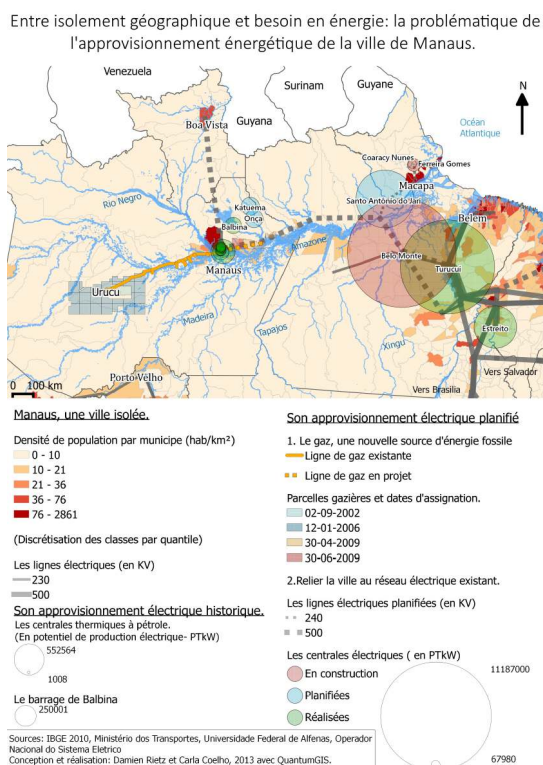 Entre isolement géographique et besoin en énergie: la problématique de
l'approvisionnement énergétique de la ville de Manaus.
Venezuela
Surinam
Guyane
N
Boa Vista
Guyana
Océan
Atlantique
Coaracy Nunes
Ferreira Gomes
Macapa
Rio Negro
Katuema
Onça
Santo Antônio do Jari
Belem
Balbina
Amazone
Belo Monte
Manaus
Turucui
Urucu
Madeira
Tapajos
Xingu
Estreito
Porto Velho
Vers Salvador
0 100 km
Vers Brasilia
Manaus, une ville isolée.
Densité de population par municipe (hab/km²)
0 - 10
10 - 21
21 - 36
36 - 76
76 - 2861
(Discrétisation des classes par quantile)
Les lignes électriques (en KV)
230
500
Son approvisionnement électrique historique.
Les centrales thermiques à pétrole.
(En potentiel de production électrique- PTkW)
552564
1008
Le barrage de Balbina
250001
Son approvisionnement électrique planifié
1. Le gaz, une nouvelle source d'énergie fossile
Ligne de gaz existante
Ligne de gaz en projet
Parcelles gazières et dates d'assignation.
02-09-2002
12-01-2006
30-04-2009
30-06-2009
2.Relier la ville au réseau électrique existant.
Les lignes électriques planifiées (en KV)
240
500
Les centrales électriques ( en PTkW)
En construction
Planifiées
Réalisées
11187000
67980
Sources: IBGE 2010, Ministério dos Transportes, Universidade Federal de Alfenas, Operador
Nacional do Sistema Eletrico
Conception et réalisation: Damien Rietz et Carla Coelho, 2013 avec QuantumGIS.